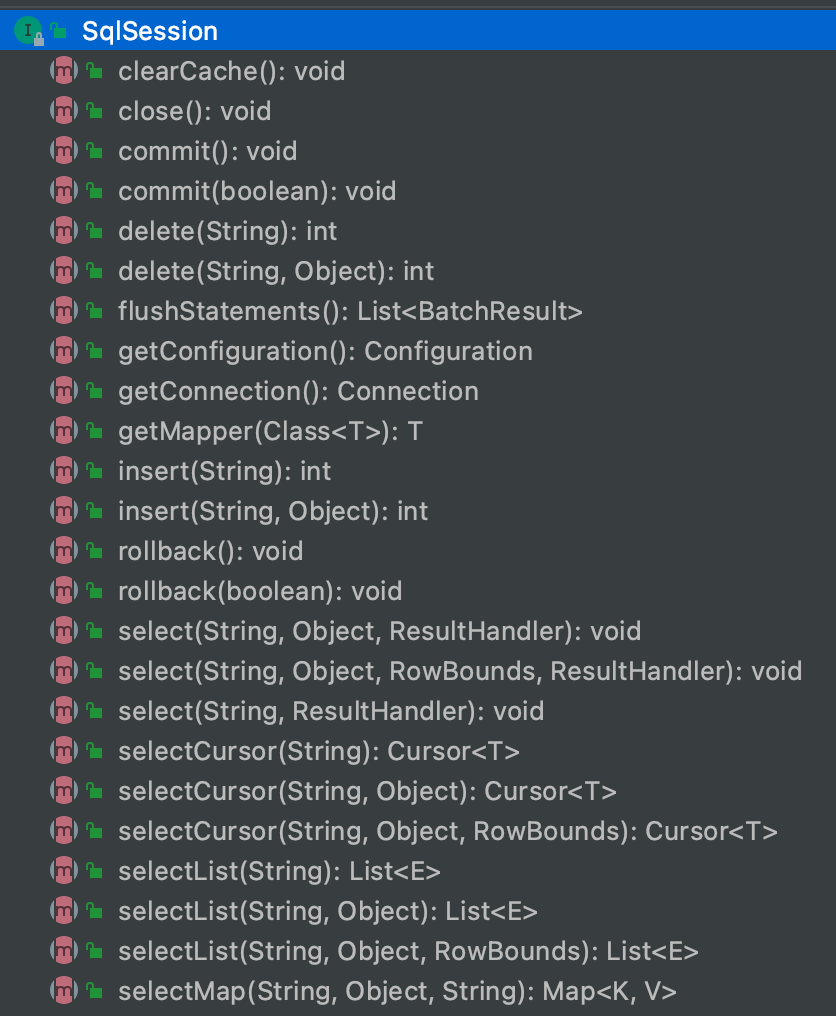 SqlSession
clearCache(): void
close(): void
commit(): void
commit(boolean): void
delete(String): int
delete(String, Object): int
flushStatements(): List<BatchResult>
getConfiguration(): Configuration
getConnection(): Connection
getMapper(Class<T>): T
insert(String): int
insert(String, Object): int
rollback(): void
rollback(boolean): void
select(String, Object, ResultHandler): void
select(String, Object, RowBounds, ResultHandler): void
select(String, ResultHandler): void
selectCursor(String): Cursor<T>
selectCursor(String, Object): Cursor<T>
selectCursor(String, Object, RowBounds): Cursor<T>
selectList(String): List<E>
selectList(String, Object): List<E>
selectList(String, Object, RowBounds): List<E>
selectMap(String, Object, String): Map<K, V>